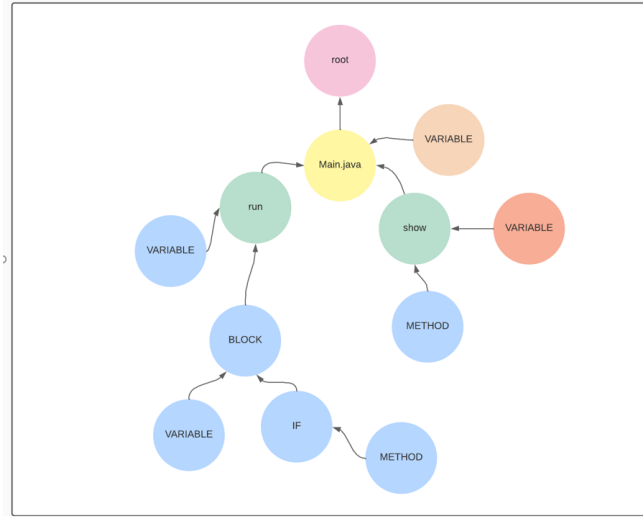 root
VARIABLE
Main.java
run
show
VARIABLE
VARIABLE
METHOD
BLOCK
VARIABLE
IF
METHOD